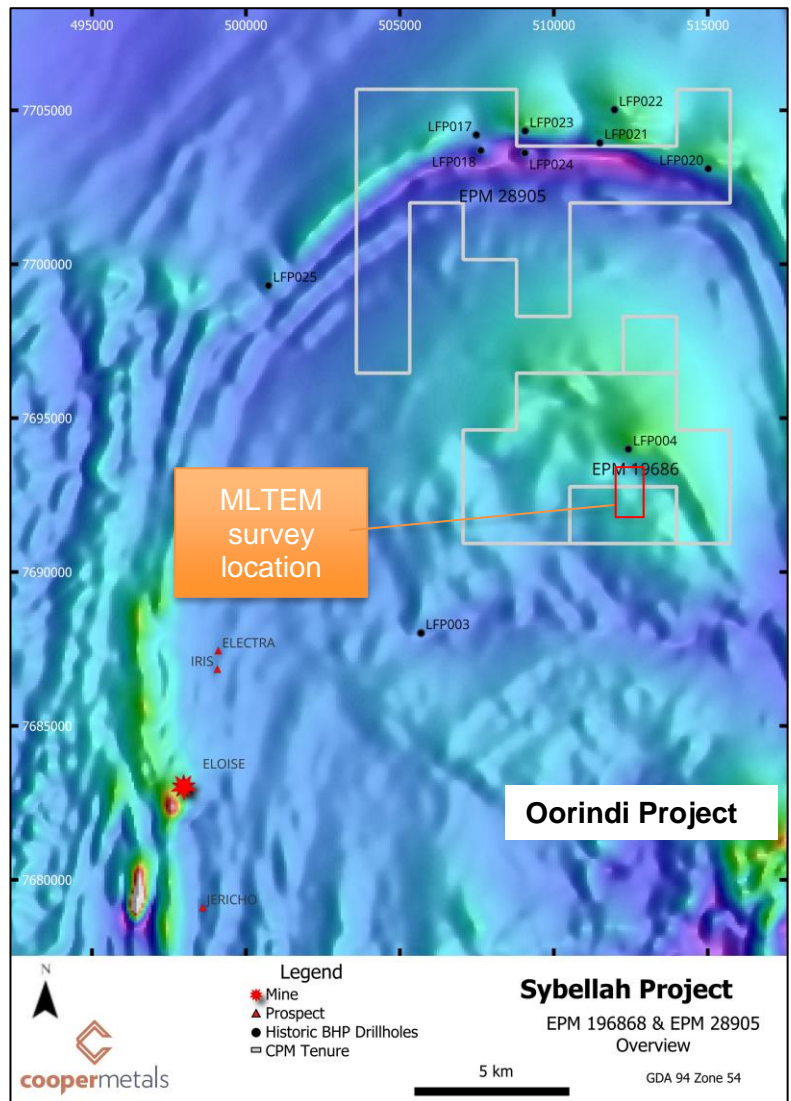 495000
500000
505000
510000
515000
7705000
LFP022
LFP023
LFP017
LFP021
LFP018
LFP024
LFP020
EPM 28905
7700000
LFP025
7695000
LFP004
EPM 19686
MLTEM
survey
location
7690000
LFP003
ELECTRA
IRIS
7685000
ELOISE
Oorindi Project
7680000
JERICHO
N
Legend
Mine
Prospect
Historic BHP Drillholes
CPM Tenure
coopermetals
Sybellah Project
EPM 196868 & EPM 28905
Overview
5 km
GDA 94 Zone 54